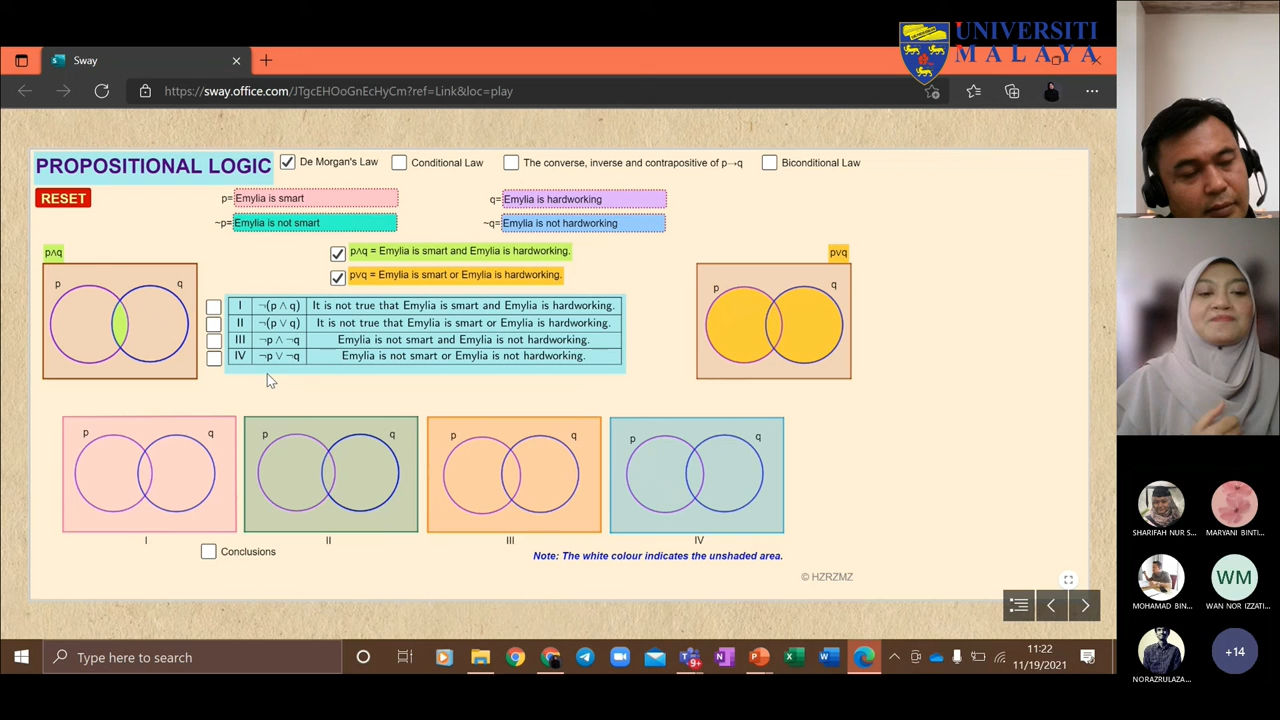 UNIVERSITI
MALAYA
Sway
https://sway.office.com/JTgcEHOoGnEcHyCm?ref=Link&loc=play
PROPOSITIONAL LOGIC
De Morgan's Law
Conditional Law
The converse, inverse and contrapositive of p→q
Biconditional Law
RESET
p= Emylia is smart
q= Emylia is hardworking
~p= Emylia is not smart
~q= Emylia is not hardworking
p∧q
p∧q = Emylia is smart and Emylia is hardworking.
p∨q
p∨q = Emylia is smart or Emylia is hardworking.
p q
p q
I ¬(p ∧ q) It is not true that Emylia is smart and Emylia is hardworking.
II ¬(p ∨ q) It is not true that Emylia is smart or Emylia is hardworking.
III ¬p ∧ ¬q Emylia is not smart and Emylia is not hardworking.
IV ¬p ∨ ¬q Emylia is not smart or Emylia is not hardworking.
p q
p q
p q
p q
I
II
III
IV
Conclusions
Note: The white colour indicates the unshaded area.
© HZRZMZ
SHARIFAH NUR S...
MARYANI BINTI...
MOHAMAD BIN...
WM
WAN NOR IZZATI...
NORAZRULAZA...
+14
Type here to search
9+
11:22
11/19/2021